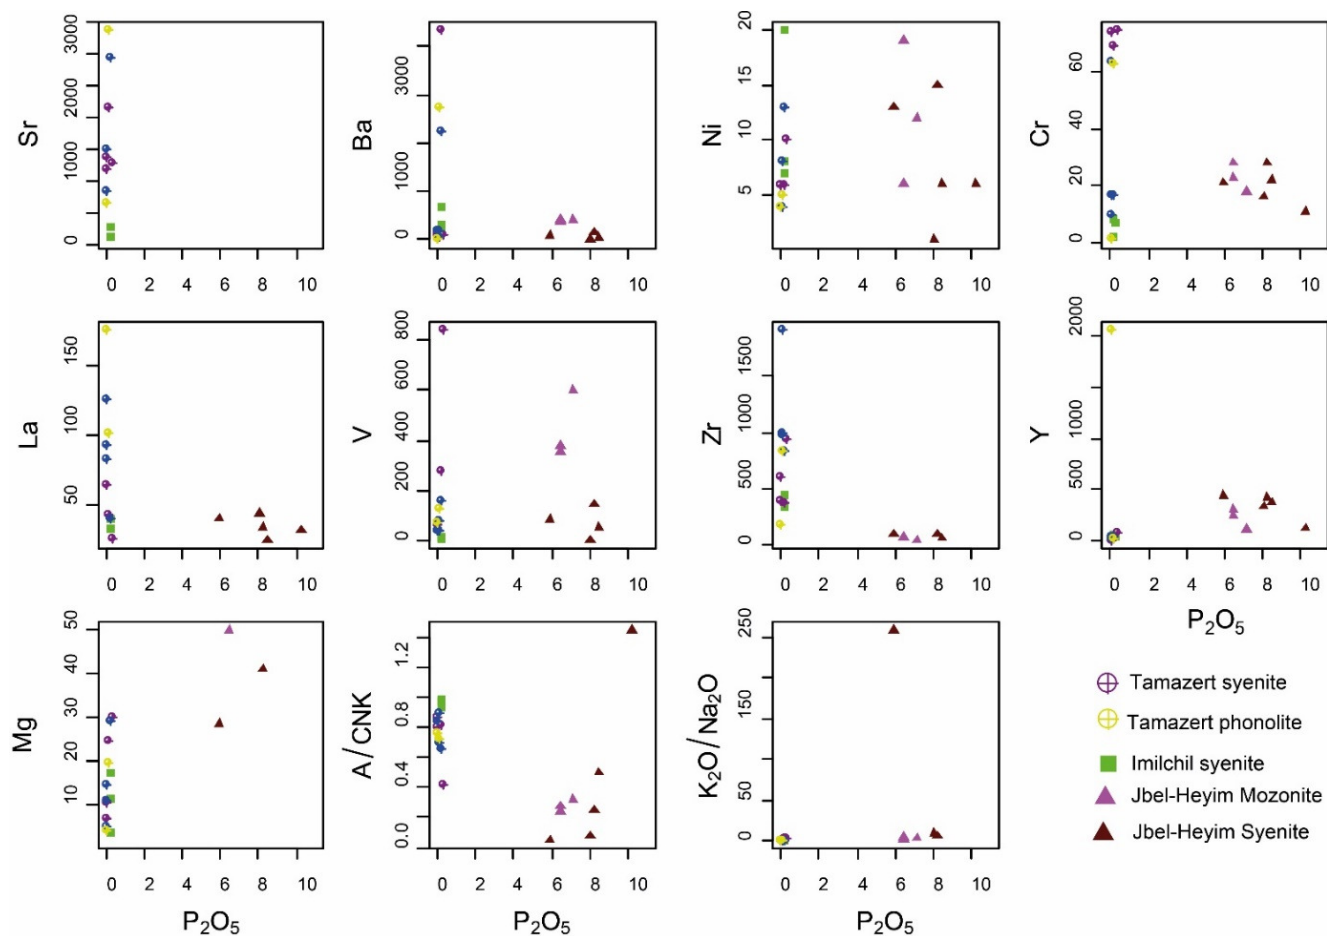 Sr
3000
2000
1000
0
0 2 4 6 8 10
Ba
3000
1000
0
0 2 4 6 8 10
Ni
20
15
10
5
0 2 4 6 8 10
Cr
60
40
20
0
0 2 4 6 8 10
La
150
100
50
0 2 4 6 8 10
V
800
600
400
200
0
0 2 4 6 8 10
Zr
1500
1000
500
0
0 2 4 6 8 10
Y
2000
1000
500
0
0 2 4 6 8 10
P₂O₅
Mg
50
40
30
20
10
0 2 4 6 8 10
P₂O₅
A/CNK
1.2
0.8
0.4
0.0
0 2 4 6 8 10
P₂O₅
K₂O/Na₂O
250
150
50
0
0 2 4 6 8 10
P₂O₅
Tamazert syenite
Tamazert phonolite
Imilchil syenite
Jbel-Heyim Mozonite
Jbel-Heyim Syenite